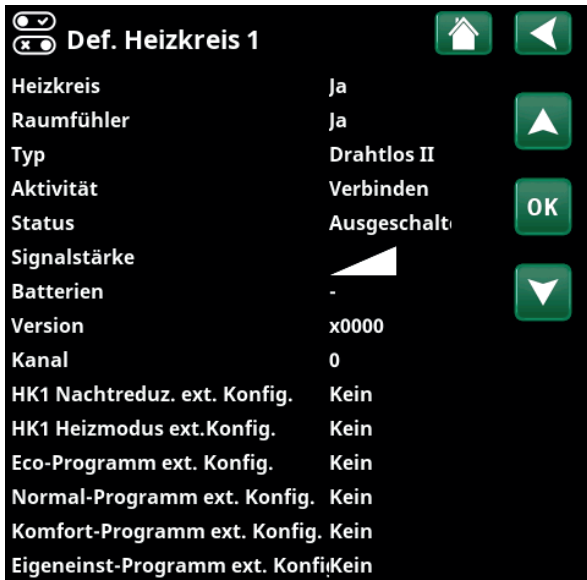 Def. Heizkreis 1
Heizkreis Ja
Raumfühler Ja
Typ Drahtlos II
Aktivität Verbinden
Status Ausgeschalt
OK
Signalstärke
Batterien -
Version x0000
Kanal 0
HK1 Nachtreduz. ext. Konfig. Kein
HK1 Heizmodus ext.Konfig. Kein
Eco-Programm ext. Konfig. Kein
Normal-Programm ext. Konfig. Kein
Komfort-Programm ext. Konfig. Kein
Eigeneinst-Programm ext. Konfi Kein